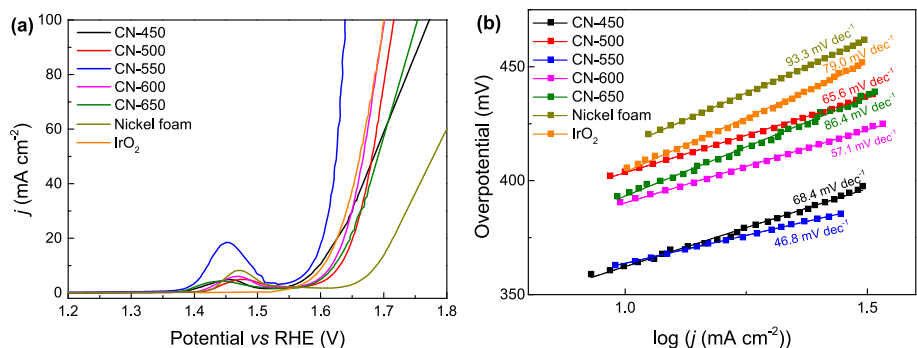 (a)
CN-450
CN-500
CN-550
CN-600
CN-650
Nickel foam
IrO₂
j (mA cm⁻²)
100
80
60
40
20
0
1.2 1.3 1.4 1.5 1.6 1.7 1.8
Potential vs RHE (V)
(b)
CN-450
CN-500
CN-550
CN-600
CN-650
Nickel foam
IrO₂
93.3 mV dec⁻¹
79.0 mV dec⁻¹
65.6 mV dec⁻¹
86.4 mV dec⁻¹
57.1 mV dec⁻¹
68.4 mV dec⁻¹
46.8 mV dec⁻¹
Overpotential (mV)
450
400
350
1.0 1.5
log (j (mA cm⁻²)